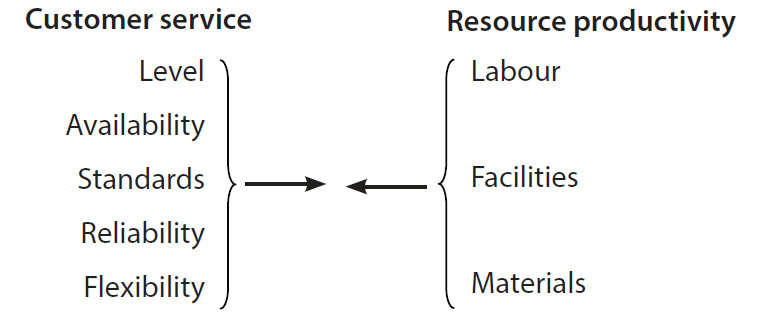 Customer service
Level
Availability
Standards
Reliability
Flexibility
Resource productivity
Labour
Facilities
Materials